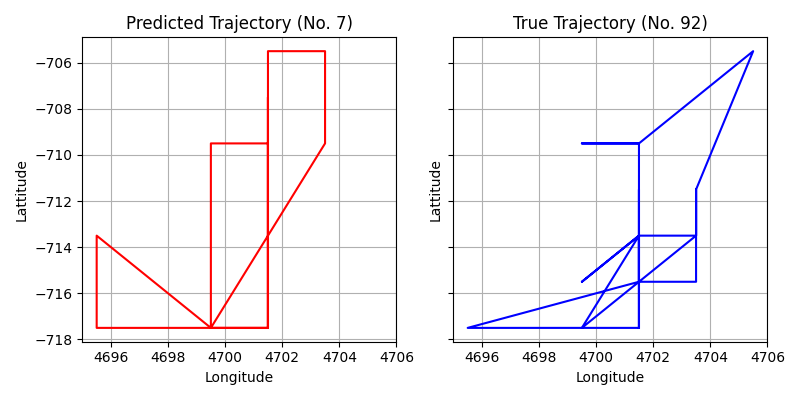 Predicted Trajectory (No. 7)
True Trajectory (No. 92)
−706
−708
−710
−712
−714
−716
−718
Lattitude
Lattitude
4696 4698 4700 4702 4704 4706
4696 4698 4700 4702 4704 4706
Longitude
Longitude